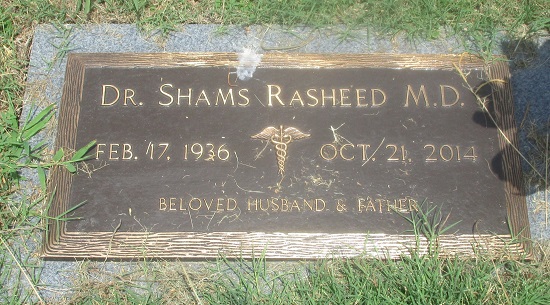 DR. SHAMS RASHEED M.D.
FEB. 17, 1936 OCT. 21, 2014
BELOVED HUSBAND & FATHER